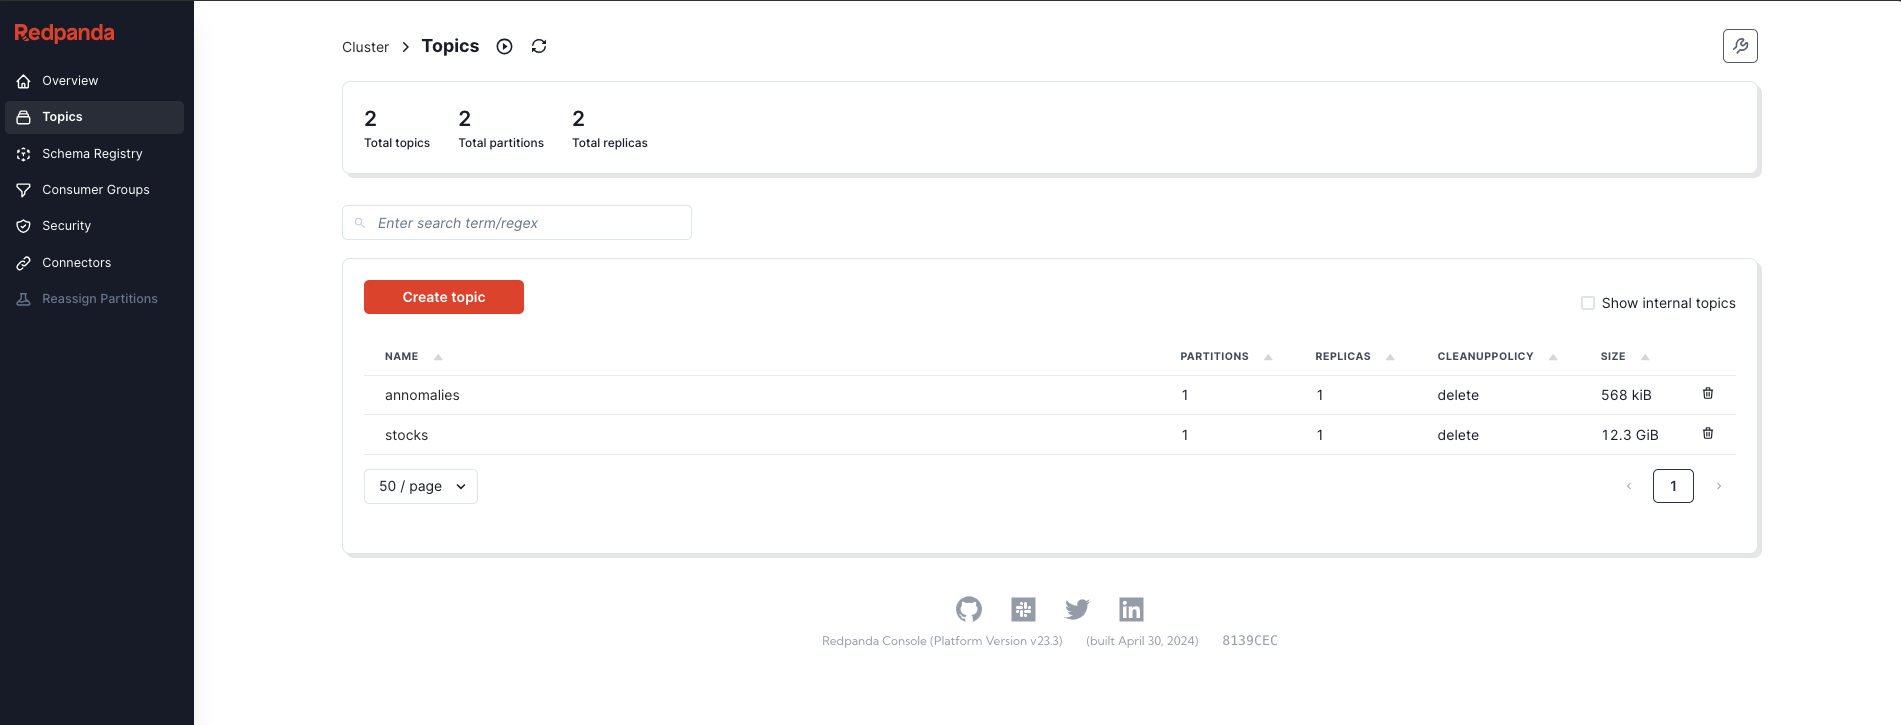 Redpanda
Overview
Topics
Schema Registry
Consumer Groups
Security
Connectors
Reassign Partitions
Cluster > Topics
2 2 2
Total topics Total partitions Total replicas
Enter search term/regex
Create topic
Show internal topics
NAME PARTITIONS REPLICAS CLEANUPPOLICY SIZE
annomalies 1 1 delete 568 kiB
stocks 1 1 delete 12.3 GiB
50 / page
1
in
Redpanda Console (Platform Version v23.3) (built April 30, 2024) 8139CEC